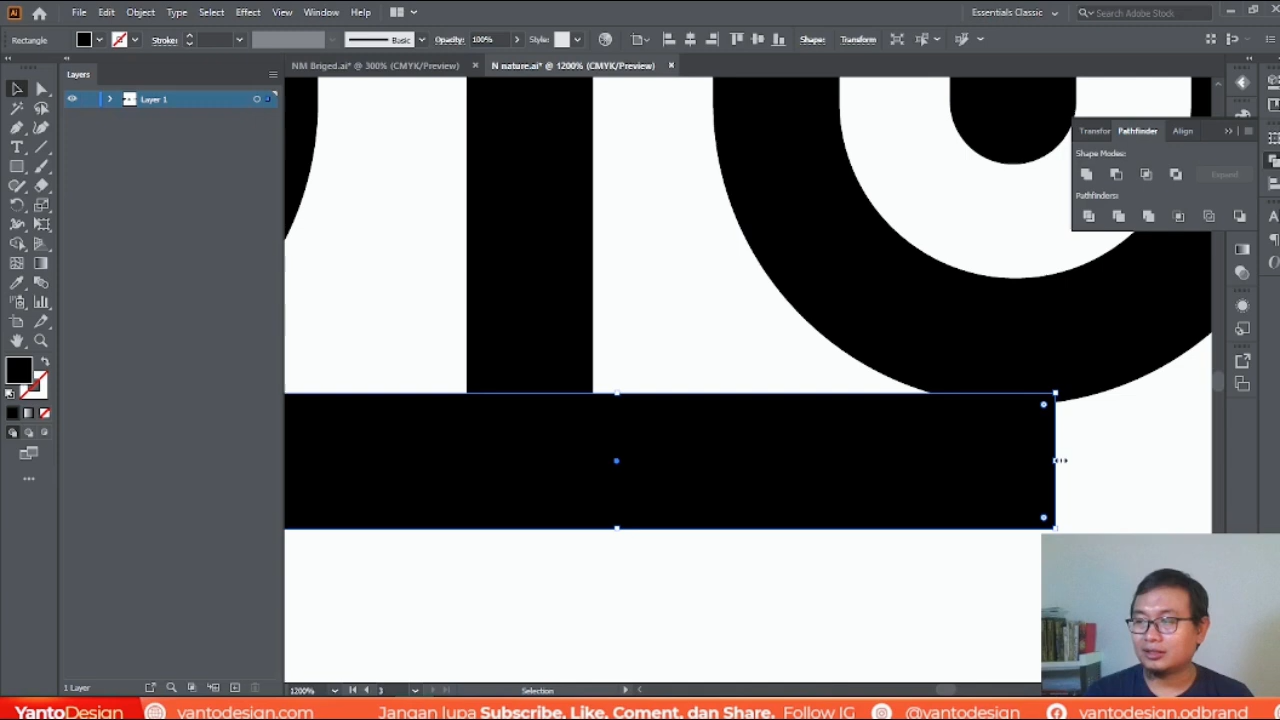 Ai
File Edit Object Type Select Effect View Window Help
Essentials Classic
Search Adobe Stock
Rectangle
Stroke:
Basic
Opacity: 100%
Style:
Shape:
Transform
Layers
NM Briged.ai* @ 300% (CMYK/Preview) ×
N nature.ai* @ 1200% (CMYK/Preview) ×
Layer 1
Transfor Pathfinder Align
Shape Modes:
Expand
Pathfinders:
1 Layer
1200%
3
Selection
YantoDesign yantodesign.com Jangan lupa Subscribe, Like, Coment, dan Share. Follow IG @yantodesign yantodesign.odbrand